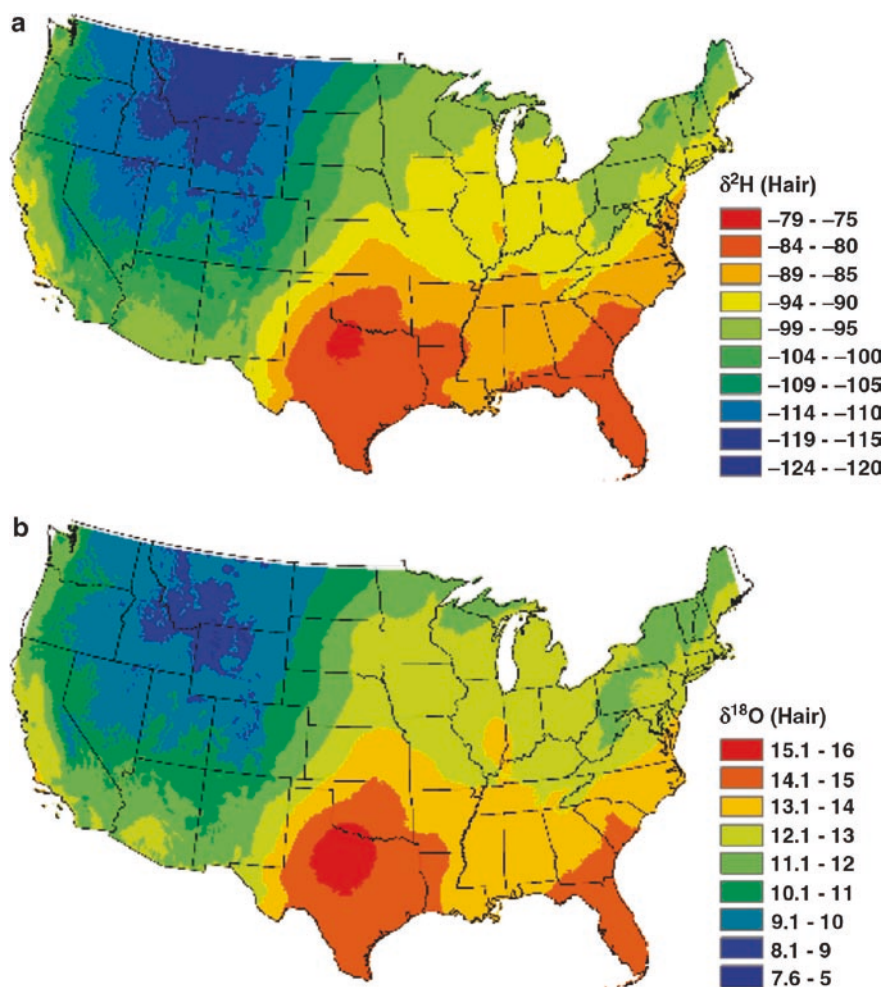 a
δ²H (Hair)
–79 - –75
–84 - –80
–89 - –85
–94 - –90
–99 - –95
–104 - –100
–109 - –105
–114 - –110
–119 - –115
–124 - –120
b
δ¹⁸O (Hair)
15.1 - 16
14.1 - 15
13.1 - 14
12.1 - 13
11.1 - 12
10.1 - 11
9.1 - 10
8.1 - 9
7.6 - 5